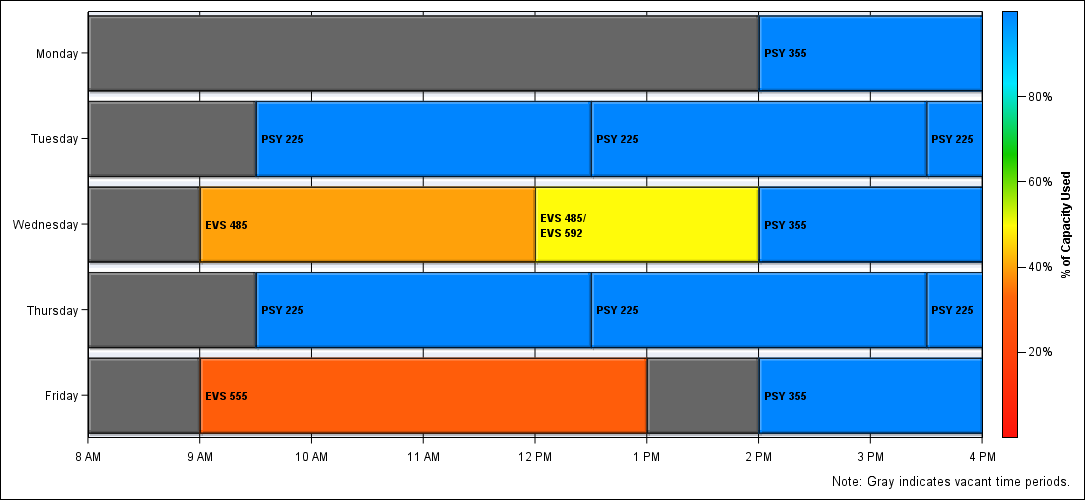 Monday
PSY 355
Tuesday
PSY 225
PSY 225
PSY 225
Wednesday
EVS 485
EVS 485/
EVS 592
PSY 355
Thursday
PSY 225
PSY 225
PSY 225
Friday
EVS 555
PSY 355
8 AM
9 AM
10 AM
11 AM
12 PM
1 PM
2 PM
3 PM
4 PM
80%
60%
40%
20%
% of Capacity Used
Note: Gray indicates vacant time periods.